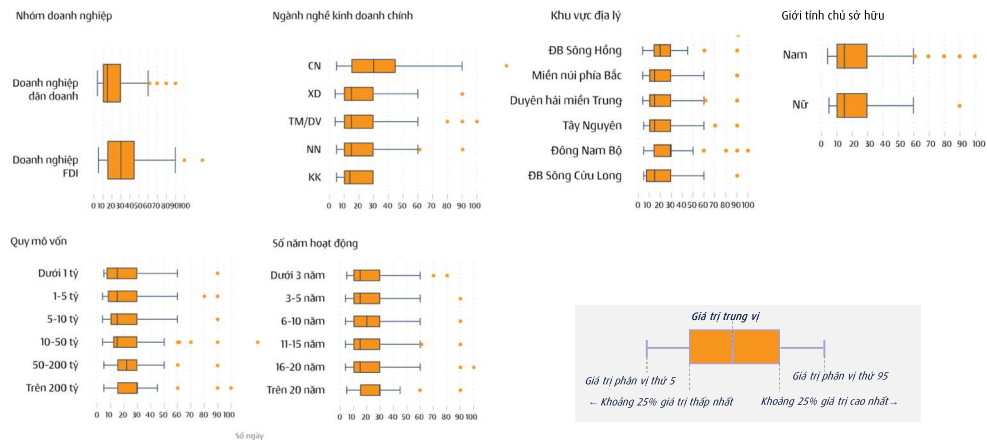 Nhóm doanh nghiệp
Doanh nghiệp
dân doanh
Doanh nghiệp
FDI
0 10 20 30 40 50 60 70 80 90 100
Ngành nghề kinh doanh chính
CN
XD
TM/DV
NN
KK
0 10 20 30 40 50 60 70 80 90 100
Khu vực địa lý
ĐB Sông Hồng
Miền núi phía Bắc
Duyên hải miền Trung
Tây Nguyên
Đông Nam Bộ
ĐB Sông Cửu Long
0 10 20 30 40 50 60 70 80 90 100
Giới tính chủ sở hữu
Nam
Nữ
0 10 20 30 40 50 60 70 80 90 100
Quy mô vốn
Dưới 1 tỷ
1-5 tỷ
5-10 tỷ
10-50 tỷ
50-200 tỷ
Trên 200 tỷ
0 10 20 30 40 50 60 70 80 90 100
Số ngày
Số năm hoạt động
Dưới 3 năm
3-5 năm
6-10 năm
11-15 năm
16-20 năm
Trên 20 năm
0 10 20 30 40 50 60 70 80 90 100
Giá trị trung vị
Giá trị phân vị thứ 5
Giá trị phân vị thứ 95
← Khoảng 25% giá trị thấp nhất
Khoảng 25% giá trị cao nhất→